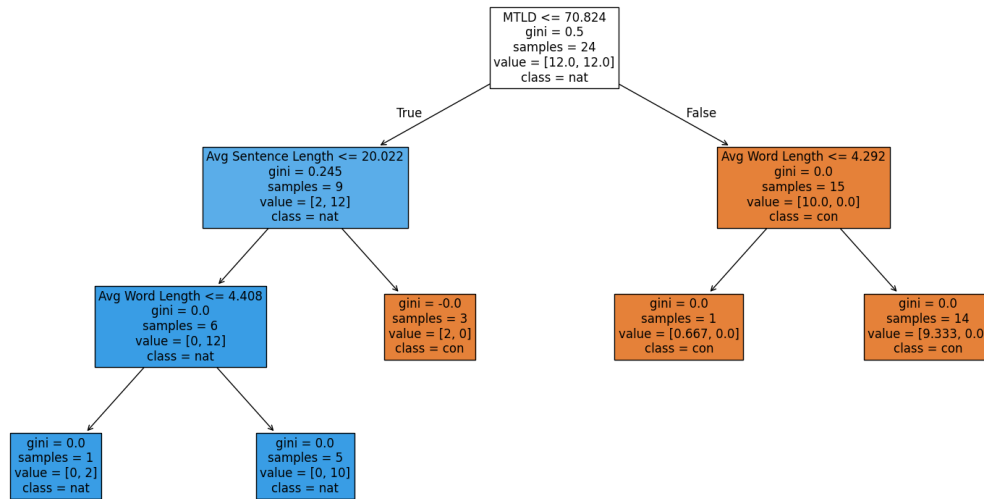 MTLD <= 70.824
gini = 0.5
samples = 24
value = [12.0, 12.0]
class = nat
True
False
Avg Sentence Length <= 20.022
gini = 0.245
samples = 9
value = [2, 12]
class = nat
Avg Word Length <= 4.292
gini = 0.0
samples = 15
value = [10.0, 0.0]
class = con
Avg Word Length <= 4.408
gini = 0.0
samples = 6
value = [0, 12]
class = nat
gini = -0.0
samples = 3
value = [2, 0]
class = con
gini = 0.0
samples = 1
value = [0.667, 0.0]
class = con
gini = 0.0
samples = 14
value = [9.333, 0.0
class = con
gini = 0.0
samples = 1
value = [0, 2]
class = nat
gini = 0.0
samples = 5
value = [0, 10]
class = nat